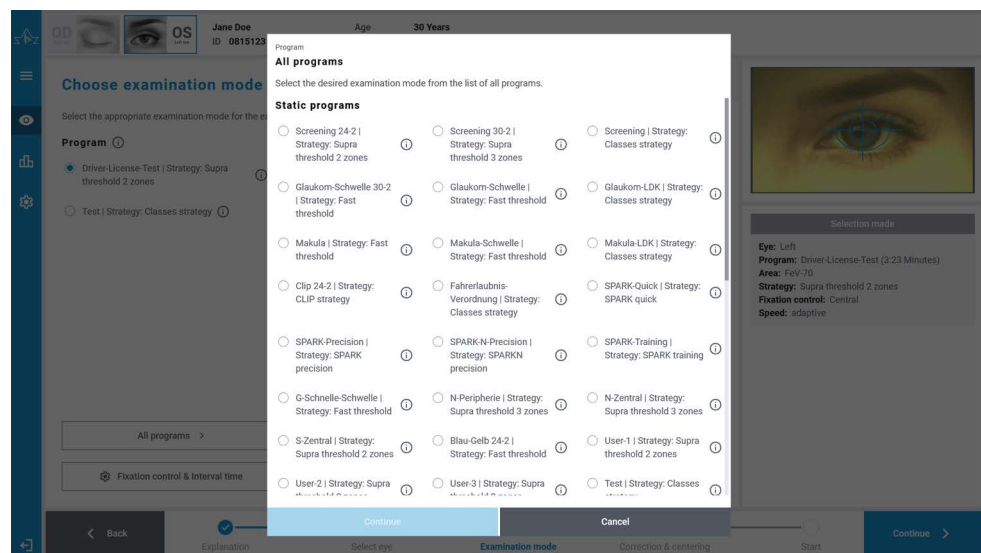 OD
OS
Left eye
Jane Doe
ID 0815123
Age
30 Years
Choose examination mode
Select the appropriate examination mode for the
Program
Driver-License-Test | Strategy: Supra
threshold 2 zones
Test | Strategy: Classes strategy
All programs
Fixation control & Interval time
Program
All programs
Select the desired examination mode from the list of all programs.
Static programs
Screening 24-2 |
Strategy: Supra
threshold 2 zones
Screening 30-2 |
Strategy: Supra
threshold 3 zones
Screening | Strategy:
Classes strategy
Glaukom-Schwelle 30-2
| Strategy: Fast
threshold
Glaukom-Schwelle |
Strategy: Fast threshold
Glaukom-LDK | Strategy:
Classes strategy
Makula | Strategy: Fast
threshold
Makula-Schwelle |
Strategy: Fast threshold
Makula-LDK | Strategy:
Classes strategy
Clip 24-2 | Strategy:
CLIP strategy
Fahrerlaubnis-
Verordnung | Strategy:
Classes strategy
SPARK-Quick | Strategy:
SPARK quick
SPARK-Precision |
Strategy: SPARK
precision
SPARK-N-Precision |
Strategy: SPARKN
precision
SPARK-Training |
Strategy: SPARK training
G-Schnelle-Schwelle |
Strategy: Fast threshold
N-Peripherie | Strategy:
Supra threshold 3 zones
N-Zentral | Strategy:
Supra threshold 3 zones
S-Zentral | Strategy:
Supra threshold 2 zones
Blau-Gelb 24-2 |
Strategy: Fast threshold
User-1 | Strategy: Supra
threshold 2 zones
User-2 | Strategy: Supra
User-3 | Strategy: Supra
Test | Strategy: Classes
Continue
Cancel
Selection made
Eye: Left
Program: Driver-License-Test (3:23 Minutes)
Area: FeV-70
Strategy: Supra threshold 2 zones
Fixation control: Central
Speed: adaptive
Back
Explanation
Select eye
Examination mode
Correction & centering
Start
Continue